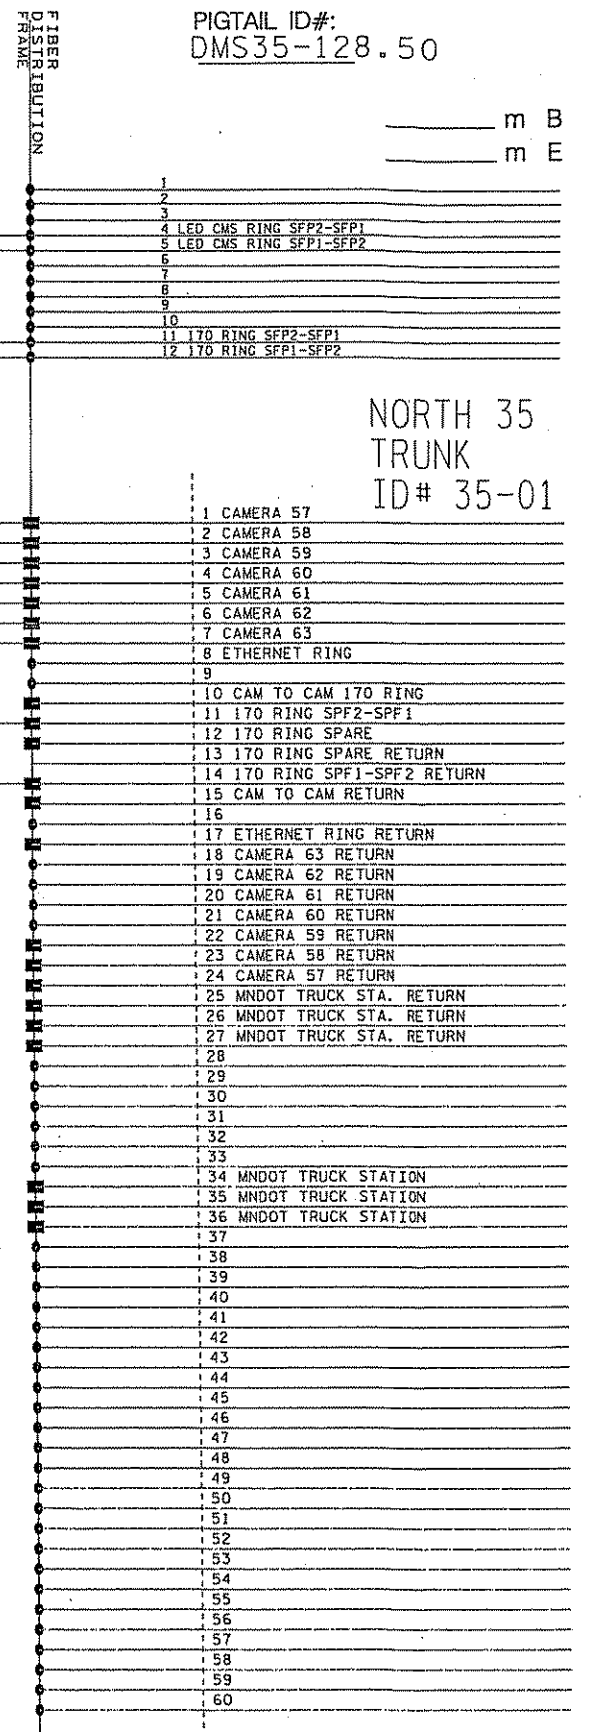 FIBER
DISTRIBUTION
FRAME
PIGTAIL ID#:
DMS35-128.50
m B
m E
1
2
3
4 LED CMS RING SFP2-SFP1
5 LED CMS RING SFP1-SFP2
6
7
8
9
10
11 170 RING SFP2-SFP1
12 170 RING SFP1-SFP2
NORTH 35
TRUNK
ID# 35-01
1 CAMERA 57
2 CAMERA 58
3 CAMERA 59
4 CAMERA 60
5 CAMERA 61
6 CAMERA 62
7 CAMERA 63
8 ETHERNET RING
9
10 CAM TO CAM 170 RING
11 170 RING SPF2-SPF1
12 170 RING SPARE
13 170 RING SPARE RETURN
14 170 RING SPF1-SPF2 RETURN
15 CAM TO CAM RETURN
16
17 ETHERNET RING RETURN
18 CAMERA 63 RETURN
19 CAMERA 62 RETURN
20 CAMERA 61 RETURN
21 CAMERA 60 RETURN
22 CAMERA 59 RETURN
23 CAMERA 58 RETURN
24 CAMERA 57 RETURN
25 MNDOT TRUCK STA. RETURN
26 MNDOT TRUCK STA. RETURN
27 MNDOT TRUCK STA. RETURN
28
29
30
31
32
33
34 MNDOT TRUCK STATION
35 MNDOT TRUCK STATION
36 MNDOT TRUCK STATION
37
38
39
40
41
42
43
44
45
46
47
48
49
50
51
52
53
54
55
56
57
58
59
60